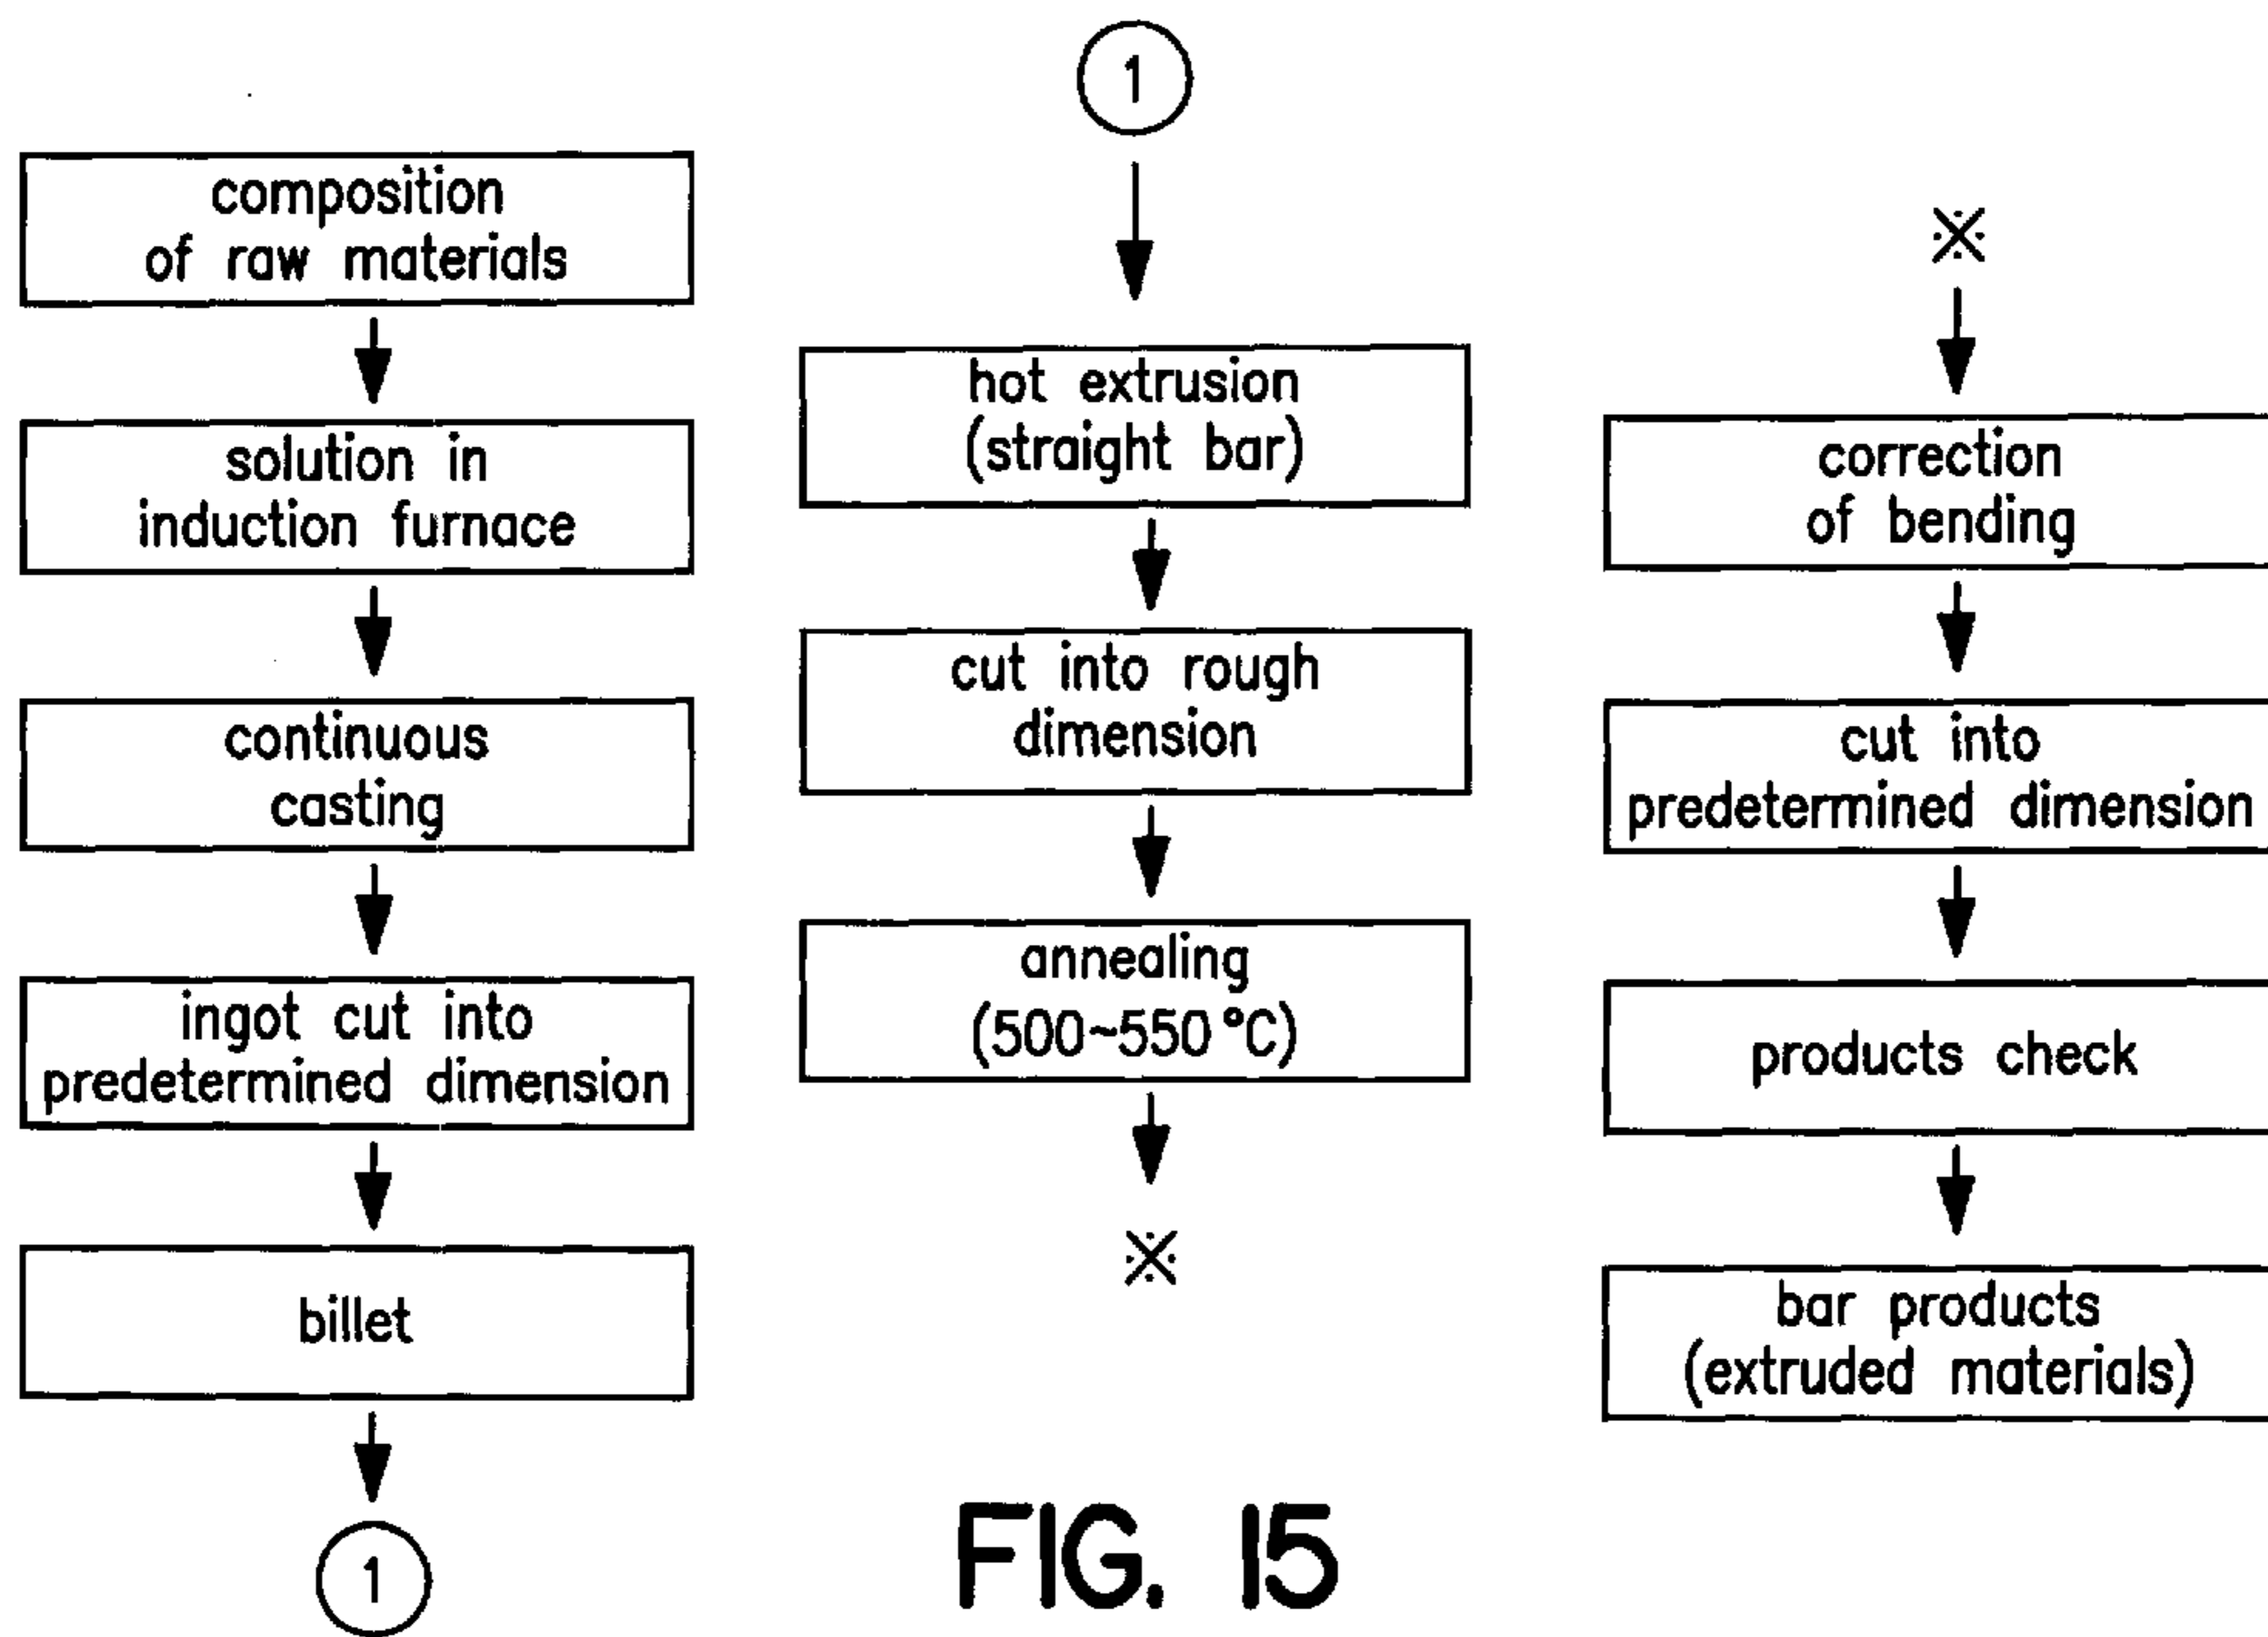 composition
of raw materials
solution in
induction furnace
continuous
casting
ingot cut into
predetermined dimension
billet
1
1
hot extrusion
(straight bar)
cut into rough
dimension
annealing
(500~550°C)
※
※
correction
of bending
cut into
predetermined dimension
products check
bar products
(extruded materials)
FIG. 15